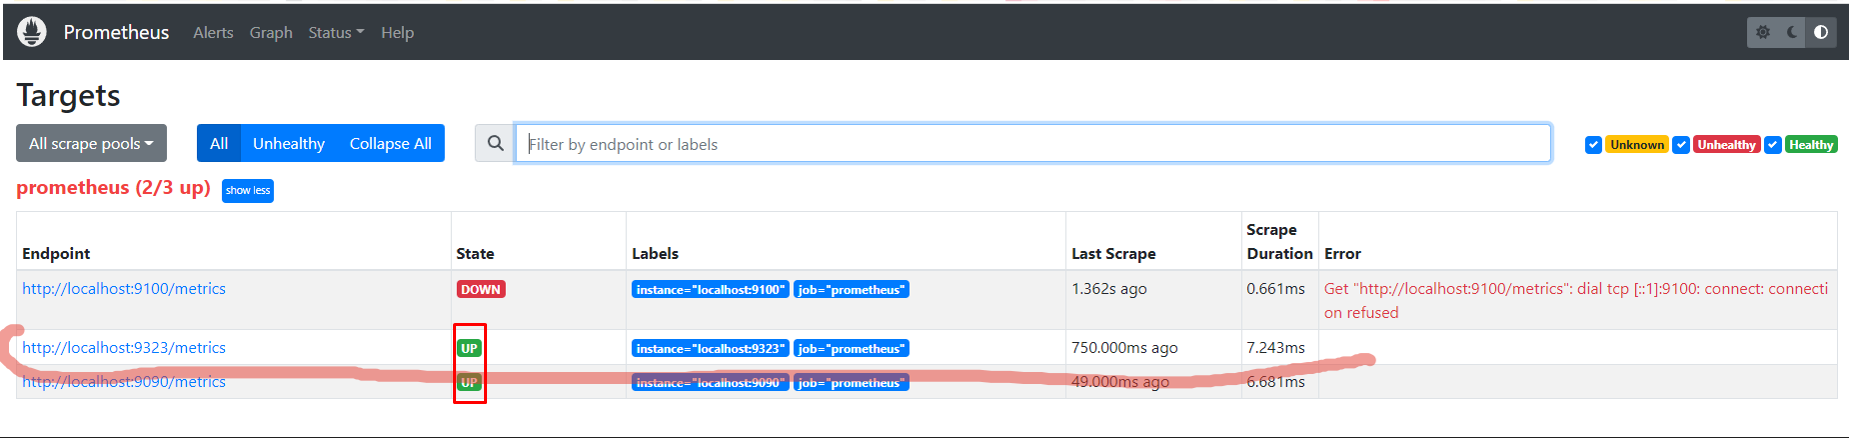 Prometheus Alerts Graph Status Help
Targets
All scrape pools All Unhealthy Collapse All Filter by endpoint or labels Unknown Unhealthy Healthy
prometheus (2/3 up) show less
Endpoint State Labels Last Scrape Scrape Duration Error
http://localhost:9100/metrics DOWN instance="localhost:9100" job="prometheus" 1.362s ago 0.661ms Get "http://localhost:9100/metrics": dial tcp [::1]:9100: connect: connecti
on refused
http://localhost:9323/metrics UP instance="localhost:9323" job="prometheus" 750.000ms ago 7.243ms
http://localhost:9090/metrics UP instance="localhost:9090" job="prometheus" 49.000ms ago 6.681ms